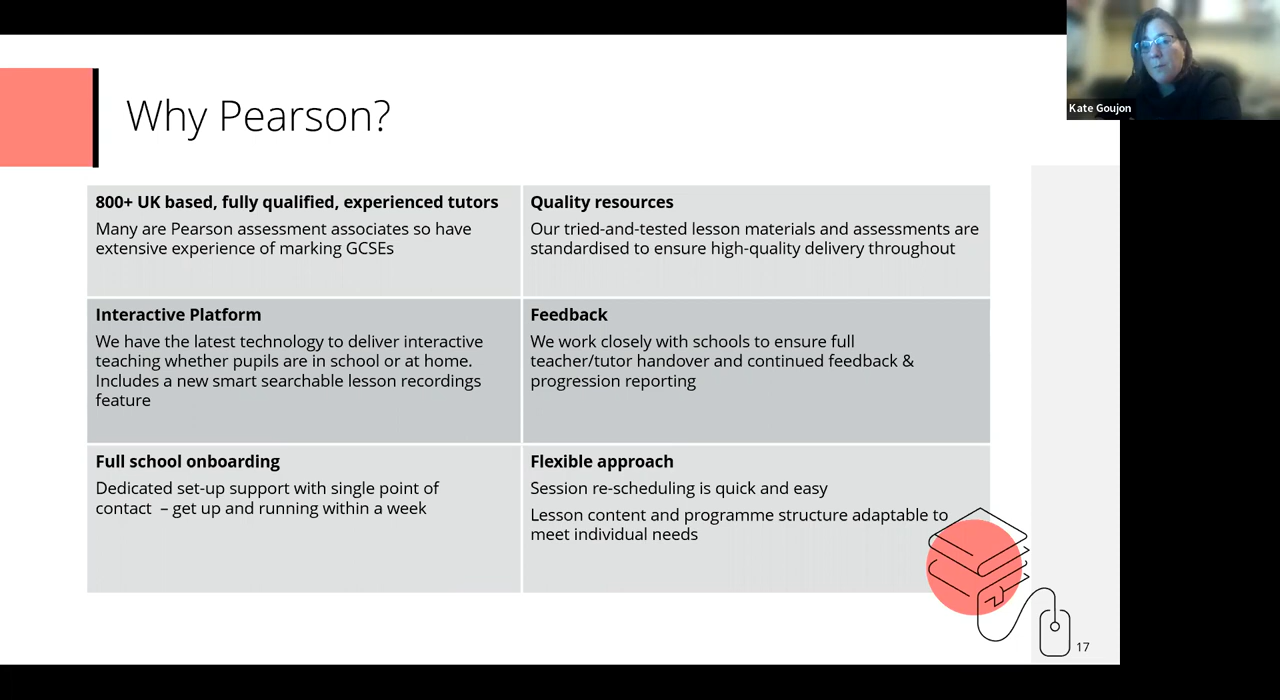 Kate Goujon
Why Pearson?
800+ UK based, fully qualified, experienced tutors
Many are Pearson assessment associates so have
extensive experience of marking GCSEs
Quality resources
Our tried-and-tested lesson materials and assessments are
standardised to ensure high-quality delivery throughout
Interactive Platform
We have the latest technology to deliver interactive
teaching whether pupils are in school or at home.
Includes a new smart searchable lesson recordings
feature
Feedback
We work closely with schools to ensure full
teacher/tutor handover and continued feedback &
progression reporting
Full school onboarding
Dedicated set-up support with single point of
contact  – get up and running within a week
Flexible approach
Session re-scheduling is quick and easy
Lesson content and programme structure adaptable to
meet individual needs
17